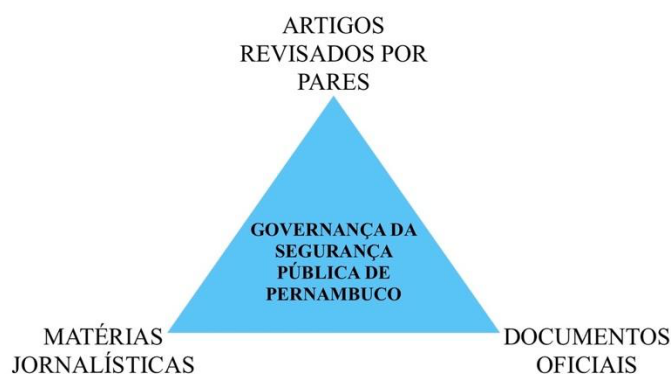 ARTIGOS
REVISADOS POR
PARES
GOVERNANÇA DA
SEGURANÇA
PÚBLICA DE
PERNAMBUCO
MATÉRIAS
JORNALÍSTICAS
DOCUMENTOS
OFICIAIS